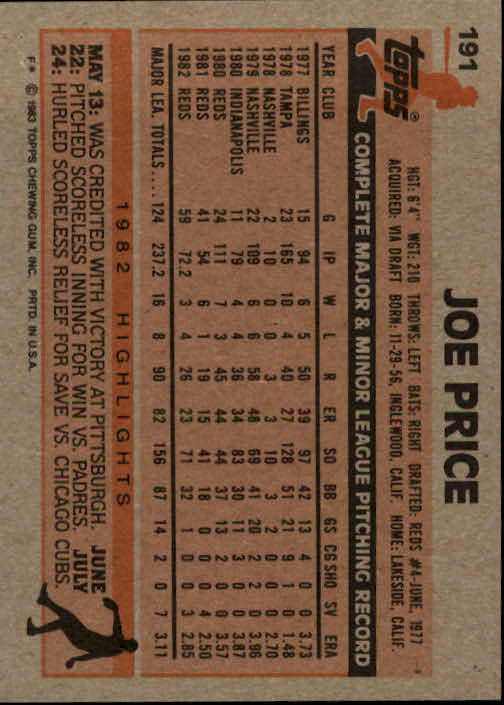 191
JOE PRICE
topps®
HGT: 6'4" WGT: 210 THROWS: LEFT BATS: RIGHT DRAFTED: REDS #4-JUNE, 1977
ACQUIRED: VIA DRAFT BORN: 11-29-56, INGLEWOOD, CALIF. HOME: LAKESIDE, CALIF.
COMPLETE MAJOR & MINOR LEAGUE PITCHING RECORD
YEAR CLUB G IP W L R ER SO BB GS CG SHO SV ERA
1977 BILLINGS 15 94 6 5 50 39 97 42 13 4 0 0 3.73
1978 TAMPA 23 165 10 4 40 27 128 51 21 9 1 0 1.48
1978 NASHVILLE 2 10 0 0 3 3 10 3 2 0 0 0 2.70
1979 NASHVILLE 22 109 6 6 58 48 69 41 20 2 0 0 3.96
1980 INDIANAPOLIS 11 79 4 4 36 34 83 30 11 3 0 0 3.87
1980 REDS 24 111 7 3 45 44 44 37 13 2 0 0 3.57
1981 REDS 41 54 6 1 19 15 41 18 0 0 0 4 2.50
1982 REDS 59 72.2 3 4 26 23 71 32 1 0 0 3 2.85
MAJOR LEA. TOTALS.... 124 237.2 16 8 90 82 156 87 14 2 0 7 3.11
1982 HIGHLIGHTS
MAY 13: WAS CREDITED WITH VICTORY AT PITTSBURGH. JUNE
22: PITCHED SCORELESS INNING FOR WIN VS. PADRES. JULY
24: HURLED SCORELESS RELIEF FOR SAVE VS. CHICAGO CUBS.
F* © 1983 TOPPS CHEWING GUM, INC. PRTD. IN U.S.A.